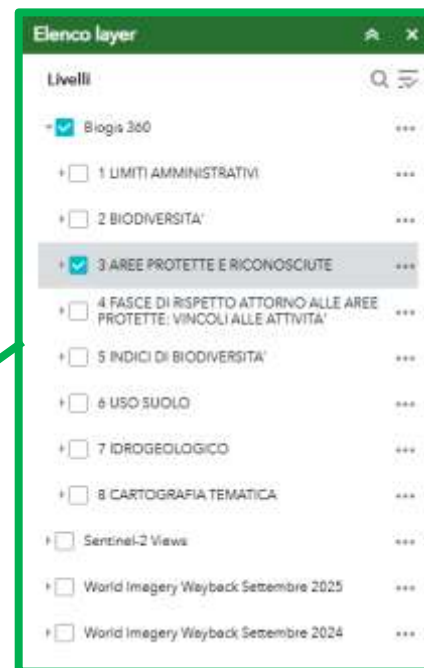 Elenco layer
Livelli
Biogis 360
1 LIMITI AMMINISTRATIVI
2 BIODIVERSITA'
3 AREE PROTETTE E RICONOSCIUTE
4 FASCE DI RISPETTO ATTORNO ALLE AREE
PROTETTE: VINCOLI ALLE ATTIVITA'
5 INDICI DI BIODIVERSITA'
6 USO SUOLO
7 IDROGEOLOGICO
8 CARTOGRAFIA TEMATICA
Sentinel-2 Views
World Imagery Wayback Settembre 2025
World Imagery Wayback Settembre 2024